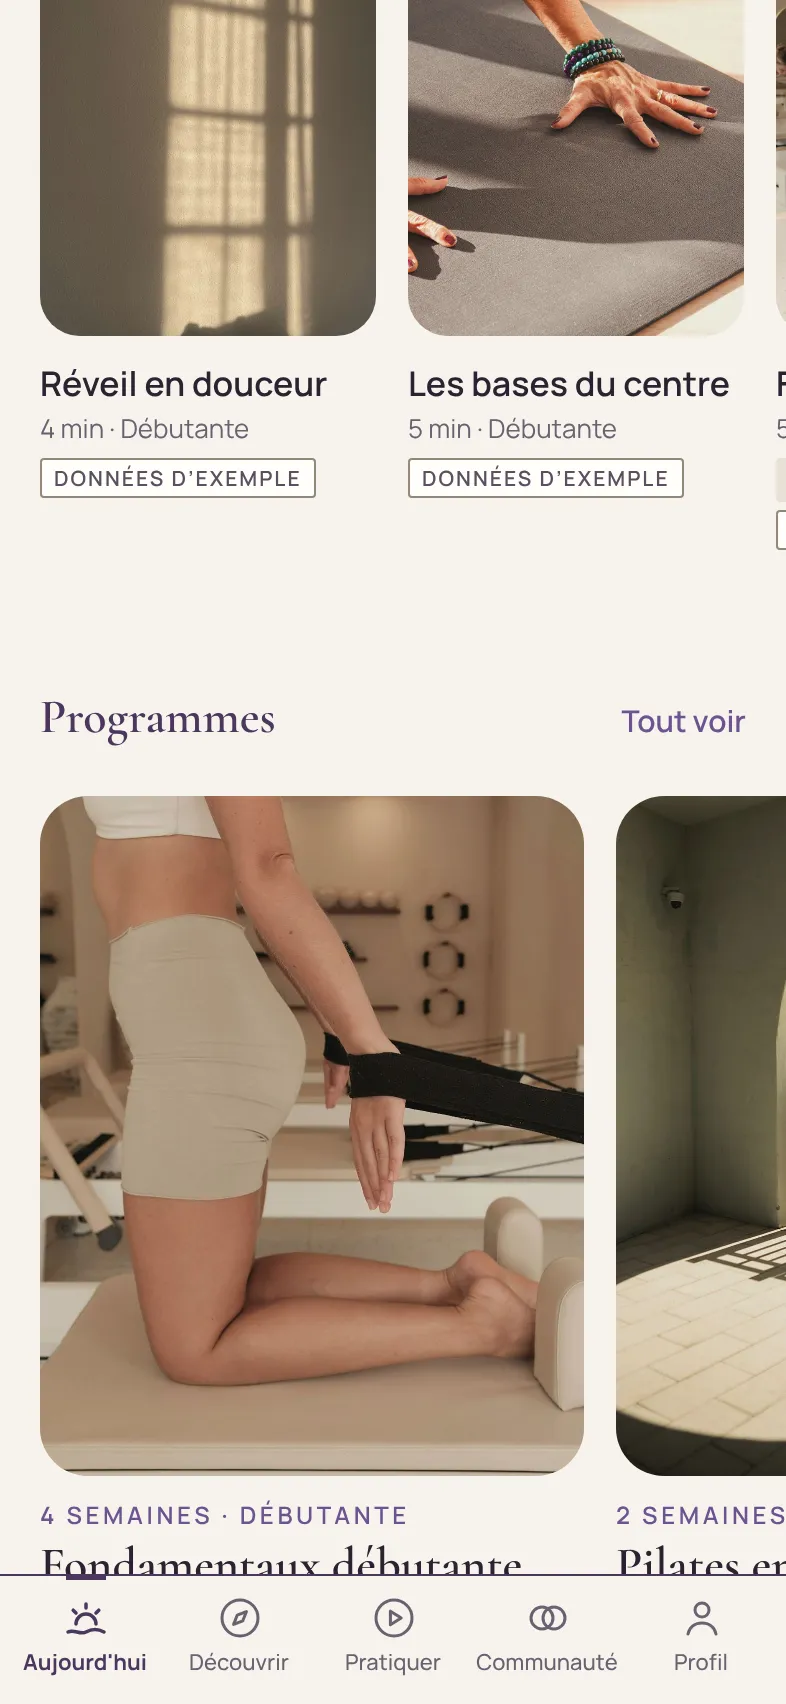 Réveil en douceur
4 min · Débutante
DONNÉES D’EXEMPLE
Les bases du centre
5 min · Débutante
DONNÉES D’EXEMPLE
Programmes
Tout voir
4 SEMAINES · DÉBUTANTE
Fondamentaux débutante
2 SEMAINES
Pilates
Aujourd'hui
Découvrir
Pratiquer
Communauté
Profil